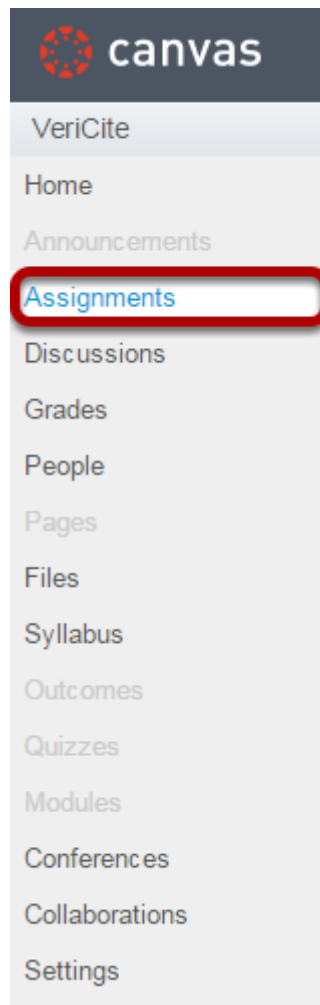 canvas
VeriCite
Home
Announcements
Assignments
Discussions
Grades
People
Pages
Files
Syllabus
Outcomes
Quizzes
Modules
Conferences
Collaborations
Settings